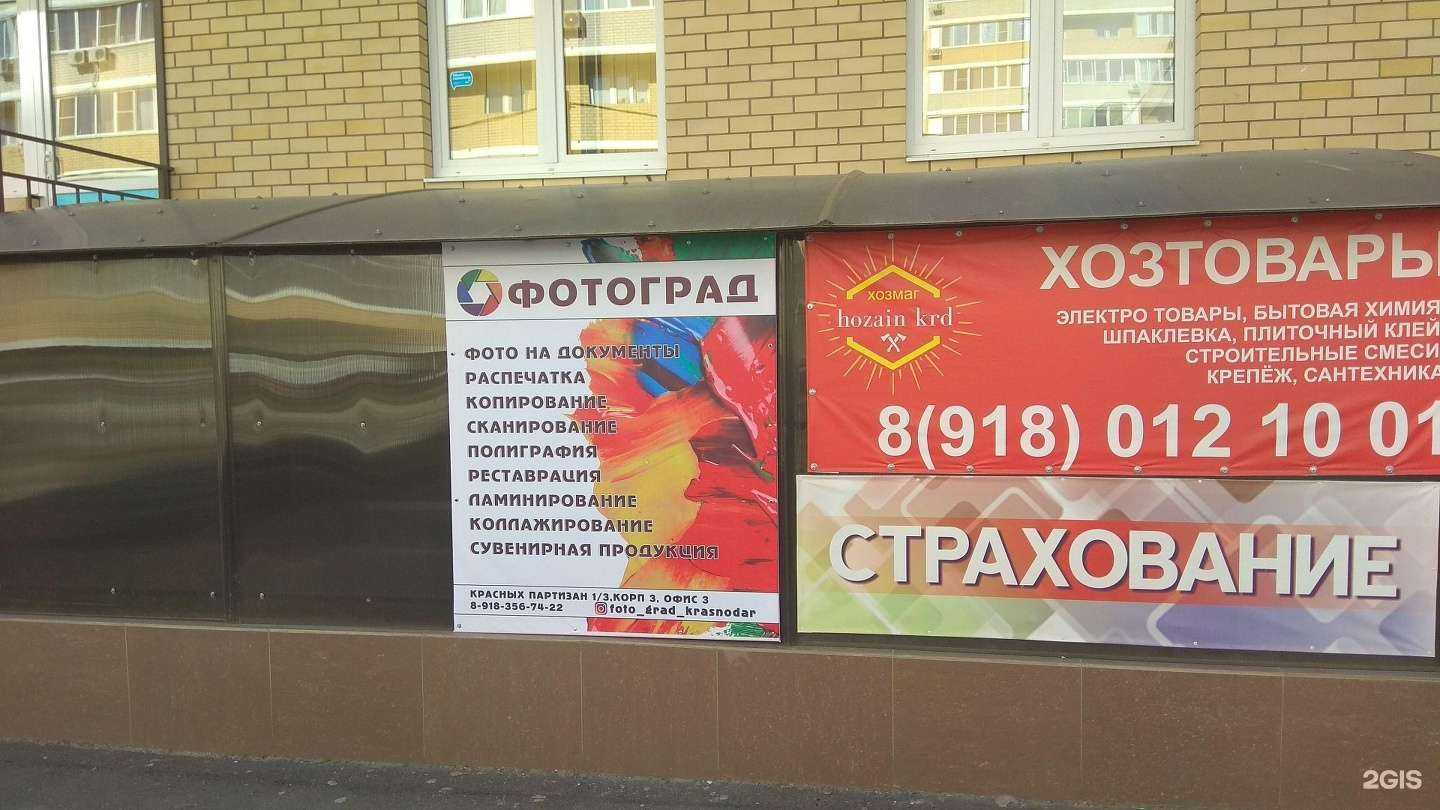 ФОТОГРАД
ФОТО НА ДОКУМЕНТЫ
РАСПЕЧАТКА
КОПИРОВАНИЕ
СКАНИРОВАНИЕ
ПОЛИГРАФИЯ
РЕСТАВРАЦИЯ
ЛАМИНИРОВАНИЕ
КОЛЛАЖИРОВАНИЕ
СУВЕНИРНАЯ ПРОДУКЦИЯ
КРАСНЫХ ПАРТИЗАН 1/3,КОРП 3, ОФИС 3
8-918-356-74-22 foto_grad_krasnodar
ХОЗМАГ
hozain krd
ХОЗТОВАРЫ
ЭЛЕКТРО ТОВАРЫ, БЫТОВАЯ ХИМИЯ
ШПАКЛЕВКА, ПЛИТОЧНЫЙ КЛЕЙ
СТРОИТЕЛЬНЫЕ СМЕСИ
КРЕПЁЖ, САНТЕХНИКА
8(918) 012 10 01
СТРАХОВАНИЕ
2GIS